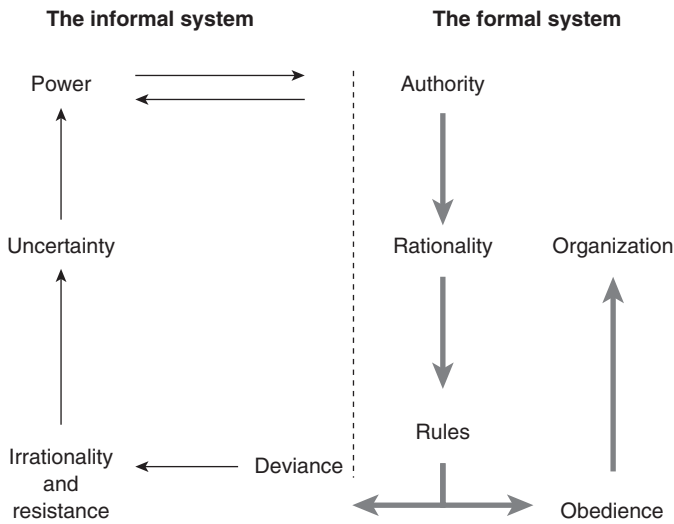 The informal system
The formal system
Power
Authority
Uncertainty
Rationality
Organization
Rules
Irrationality
and
resistance
Deviance
Obedience